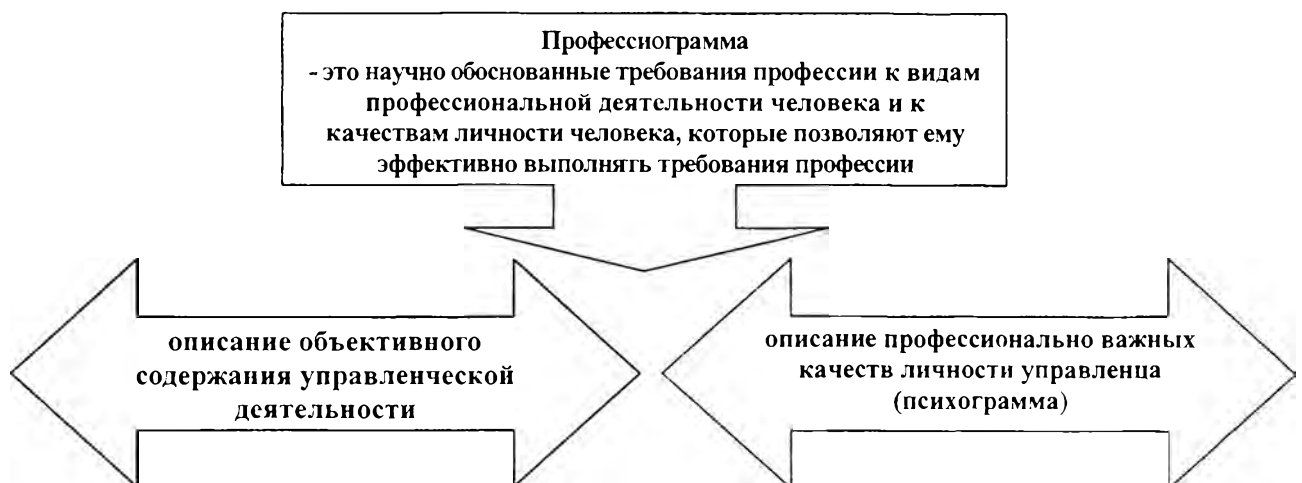 Профессиограмма
- это научно обоснованные требования профессии к видам
профессиональной деятельности человека и к
качествам личности человека, которые позволяют ему
эффективно выполнять требования профессии
описание объективного
содержания управленческой
деятельности
описание профессионально важных
качеств личности управленца
(психограмма)